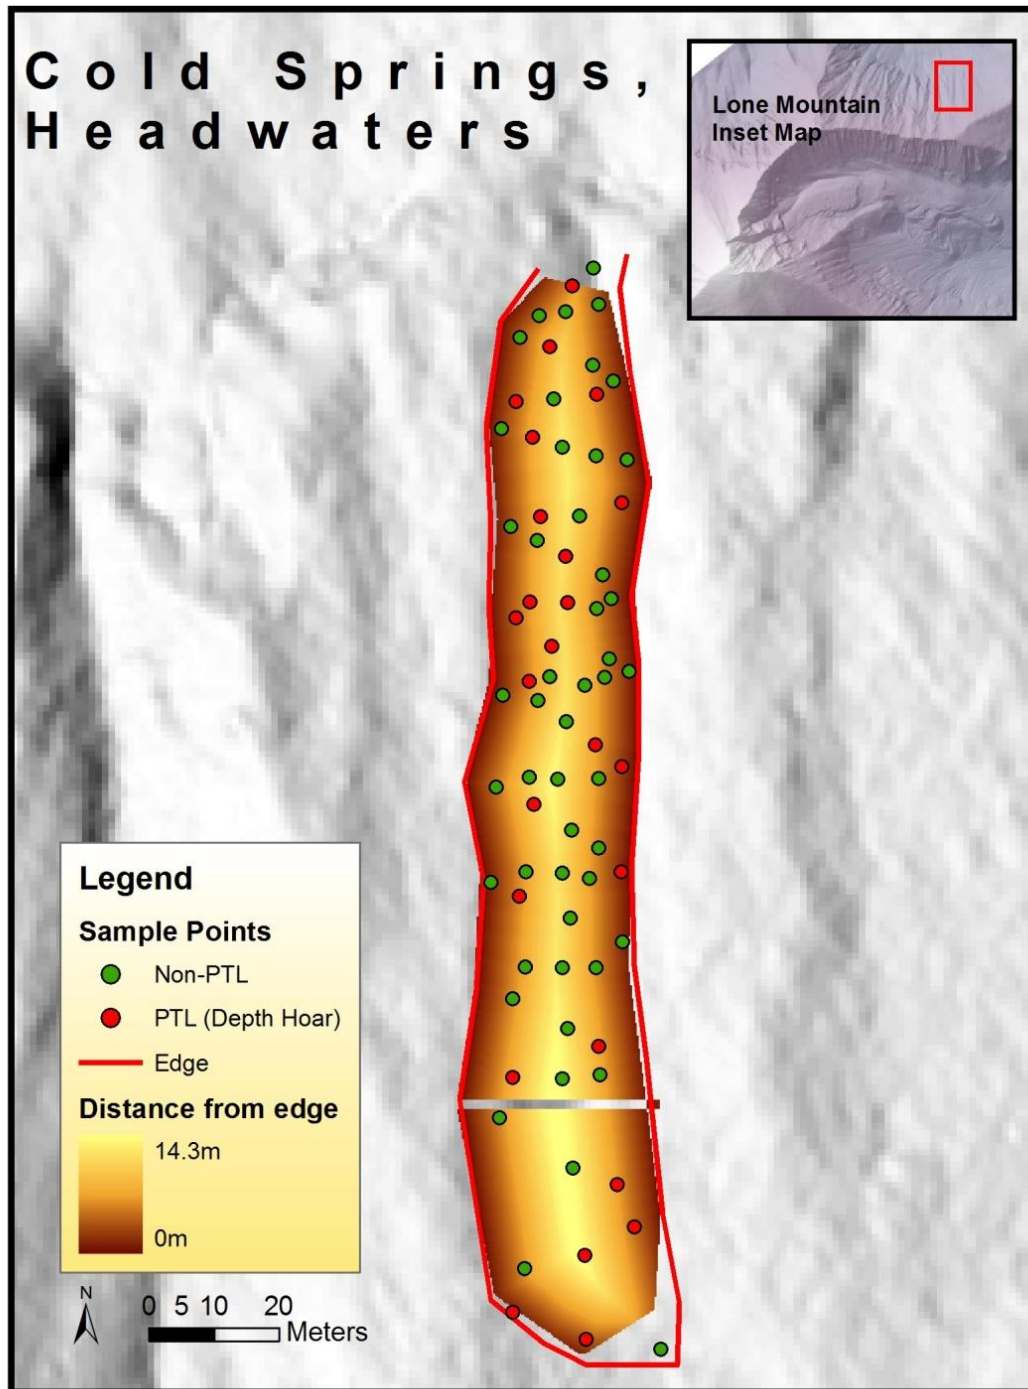 Cold Springs,
Headwaters
Lone Mountain
Inset Map
Legend
Sample Points
Non-PTL
PTL (Depth Hoar)
Edge
Distance from edge
14.3m
0m
N
0 5 10 20
Meters